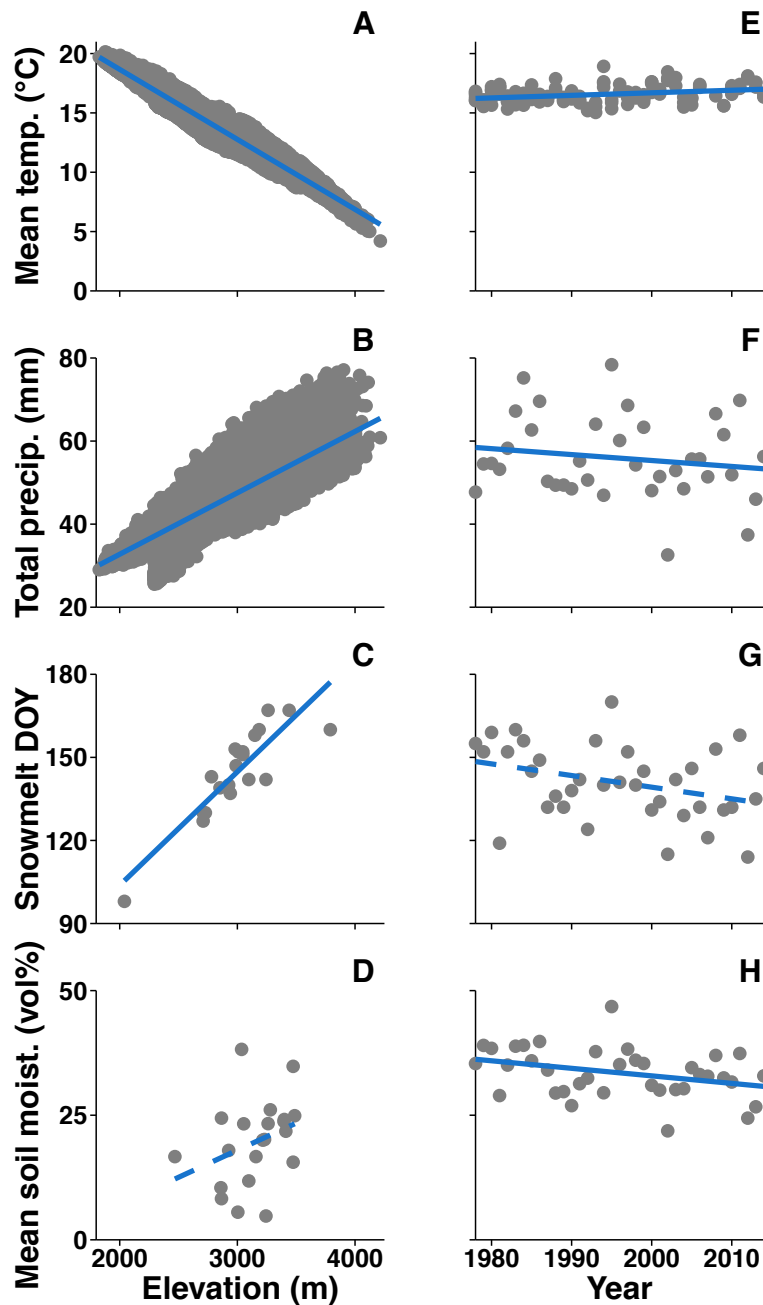 A
E
Mean temp. (°C)
20
15
10
5
0
B
F
Total precip. (mm)
80
60
40
20
C
G
Snowmelt DOY
180
150
120
90
D
H
Mean soil moist. (vol%)
50
25
0
2000 3000 4000
1980 1990 2000 2010
Elevation (m)
Year